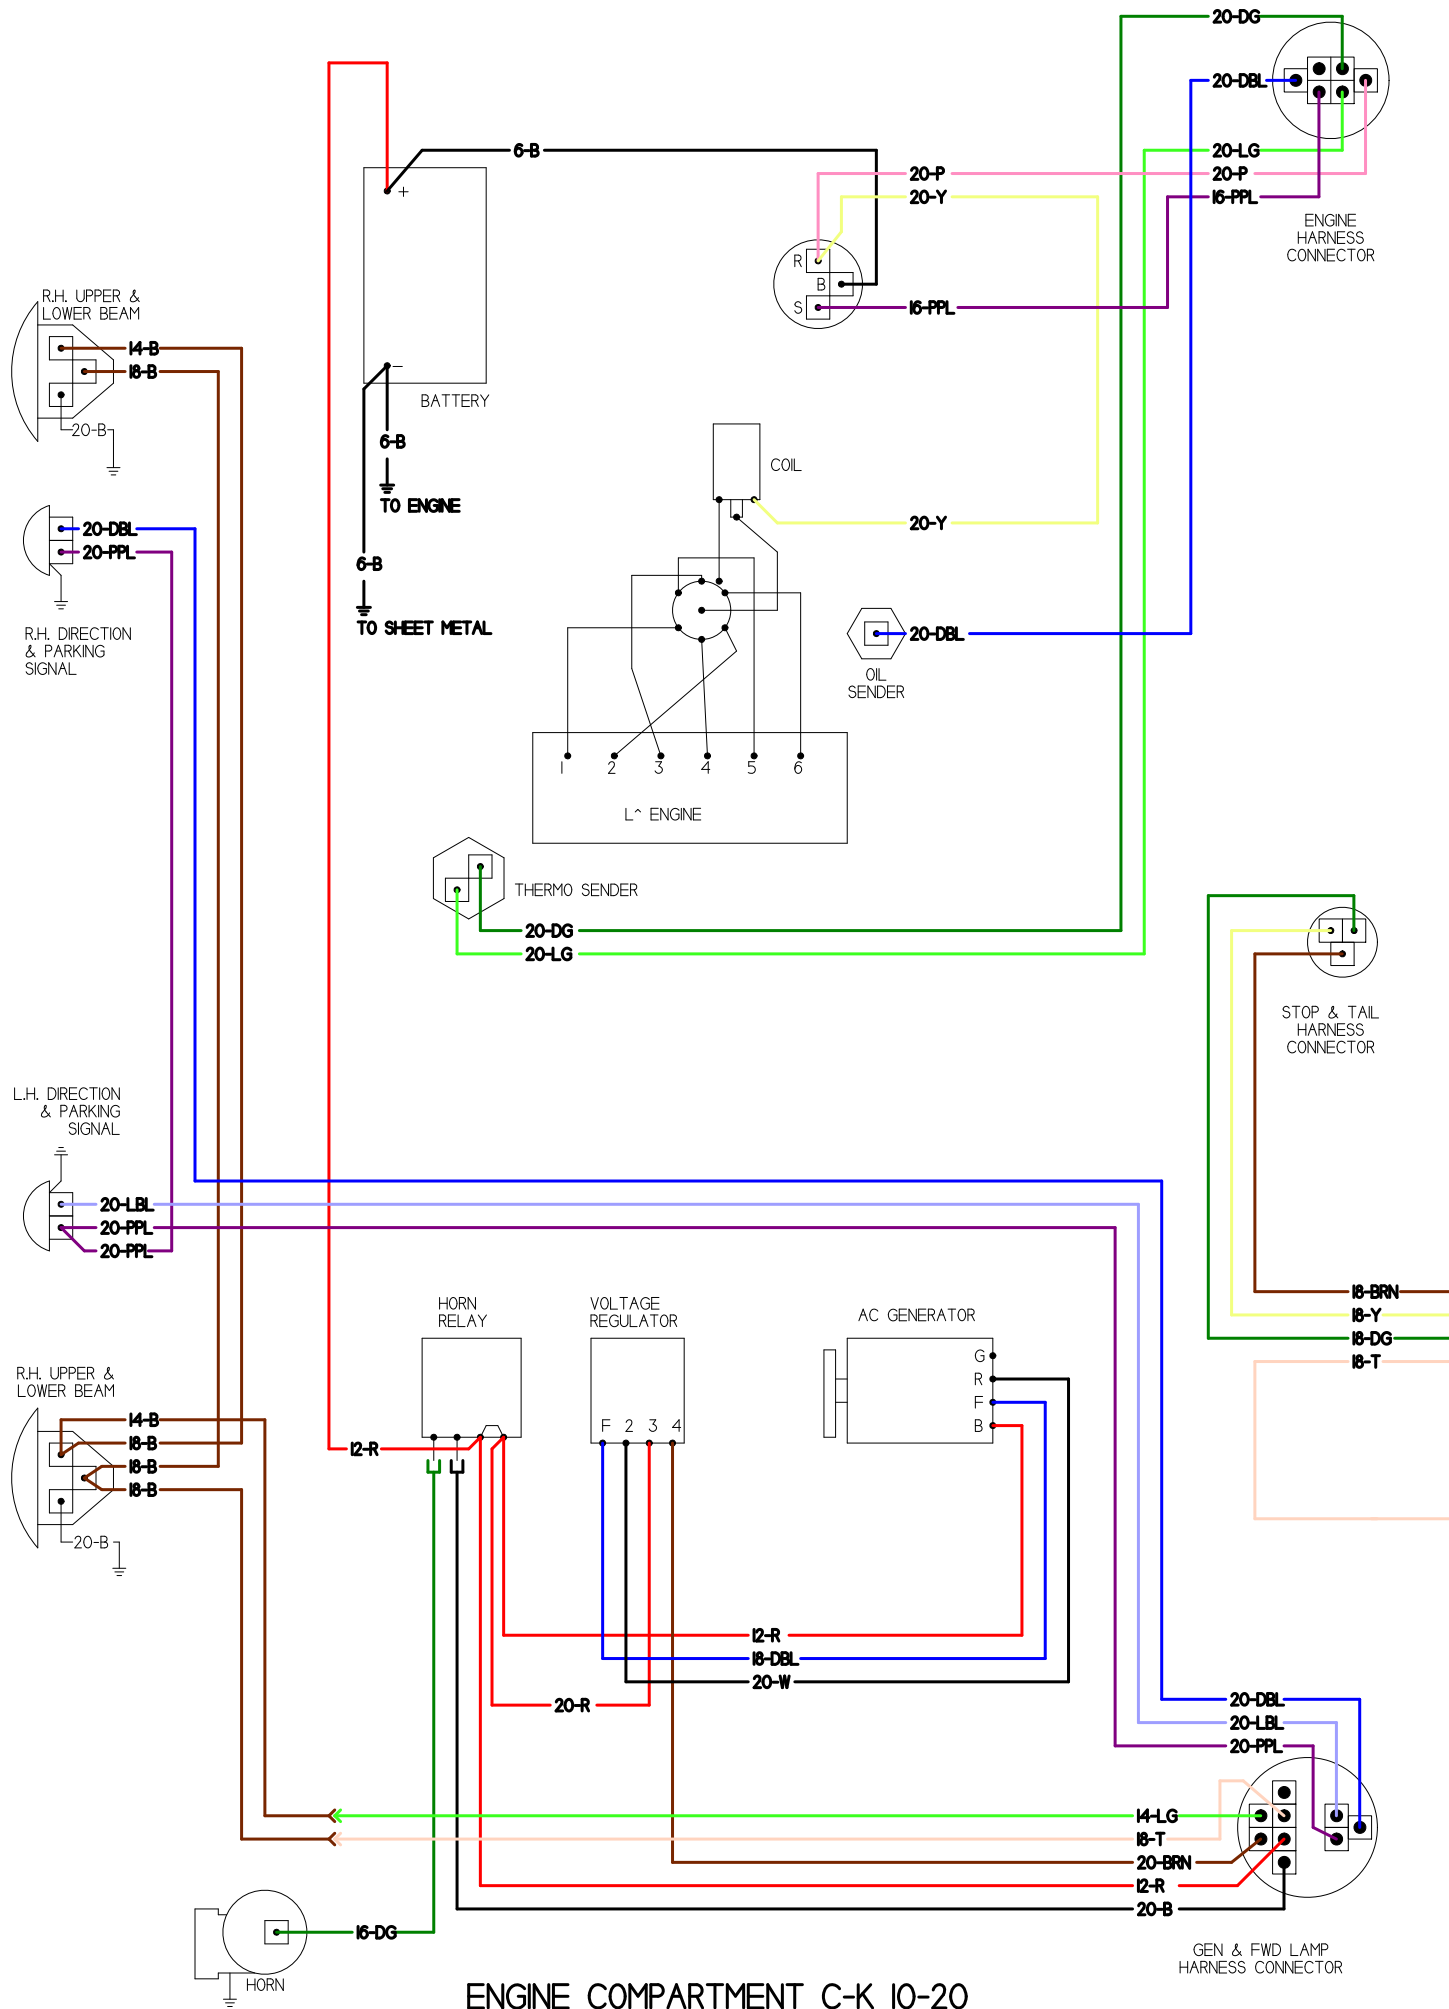 20-DG
20-DBL
6-B
20-LG
20-P
20-P
20-Y
16-PPL
ENGINE
HARNESS
CONNECTOR
+
R
B
S
16-PPL
R.H. UPPER &
LOWER BEAM
14-B
18-B
20-B
–
BATTERY
6-B
TO ENGINE
COIL
20-Y
20-DBL
20-PPL
6-B
TO SHEET METAL
R.H. DIRECTION
& PARKING
SIGNAL
20-DBL
OIL
SENDER
1 2 3 4 5 6
L^ ENGINE
THERMO SENDER
20-DG
20-LG
STOP & TAIL
HARNESS
CONNECTOR
L.H. DIRECTION
& PARKING
SIGNAL
20-LBL
20-PPL
20-PPL
18-BRN
18-Y
18-DG
18-T
HORN
RELAY
VOLTAGE
REGULATOR
F 2 3 4
AC GENERATOR
G
R
F
B
R.H. UPPER &
LOWER BEAM
14-B
18-B
18-B
18-B
20-B
12-R
12-R
18-DBL
20-W
20-R
20-DBL
20-LBL
20-PPL
14-LG
18-T
20-BRN
12-R
20-B
16-DG
HORN
GEN & FWD LAMP
HARNESS CONNECTOR
ENGINE COMPARTMENT C-K 10-20